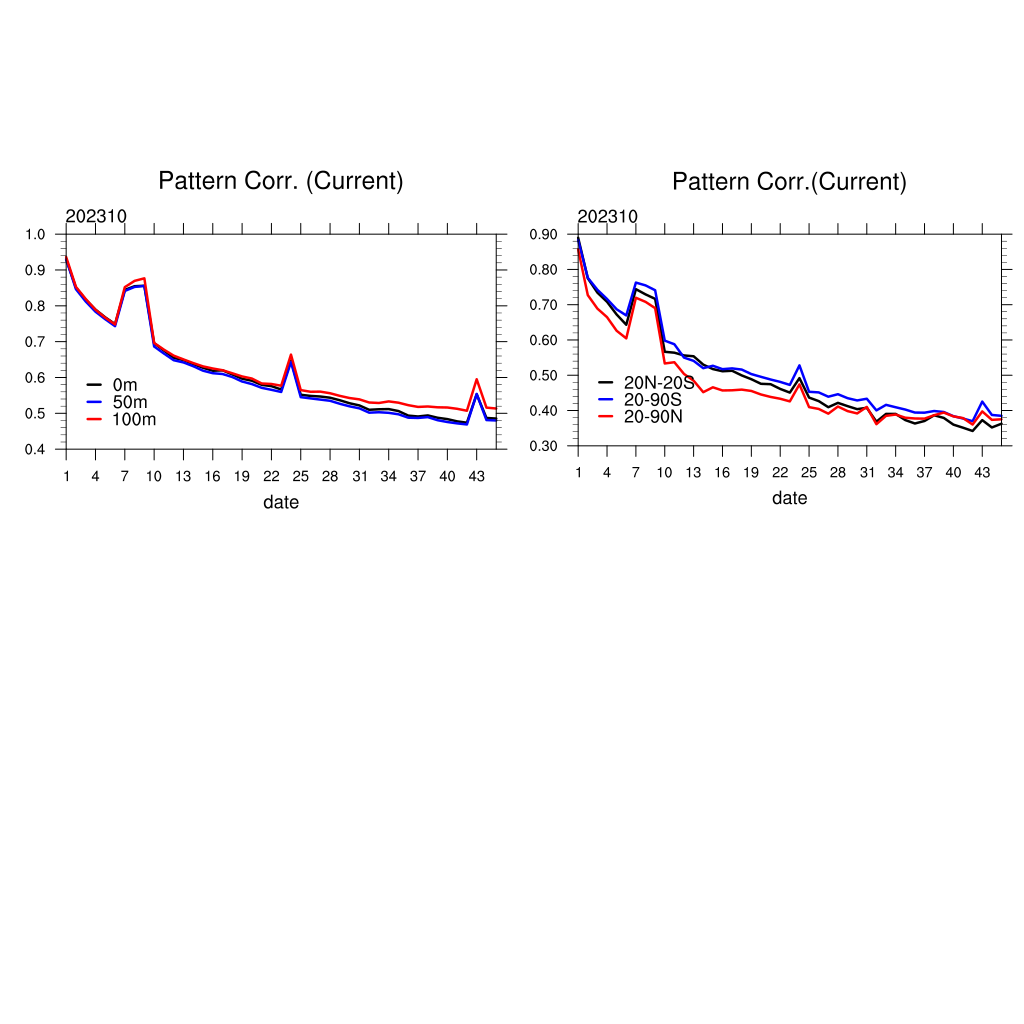 Pattern Corr. (Current)
202310
1.0
0.9
0.8
0.7
0.6
0.5
0.4
0m
50m
100m
1 4 7 10 13 16 19 22 25 28 31 34 37 40 43
date
Pattern Corr.(Current)
202310
0.90
0.80
0.70
0.60
0.50
0.40
0.30
20N-20S
20-90S
20-90N
1 4 7 10 13 16 19 22 25 28 31 34 37 40 43
date